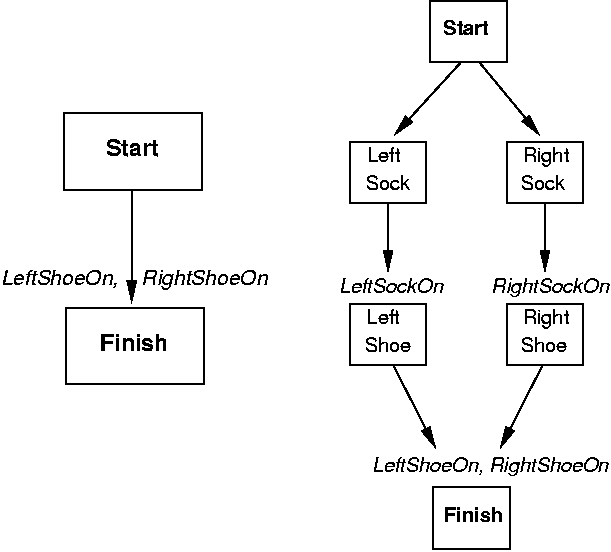 Start
LeftShoeOn, RightShoeOn
Finish
Start
Left
Sock
Right
Sock
LeftSockOn
RightSockOn
Left
Shoe
Right
Shoe
LeftShoeOn, RightShoeOn
Finish